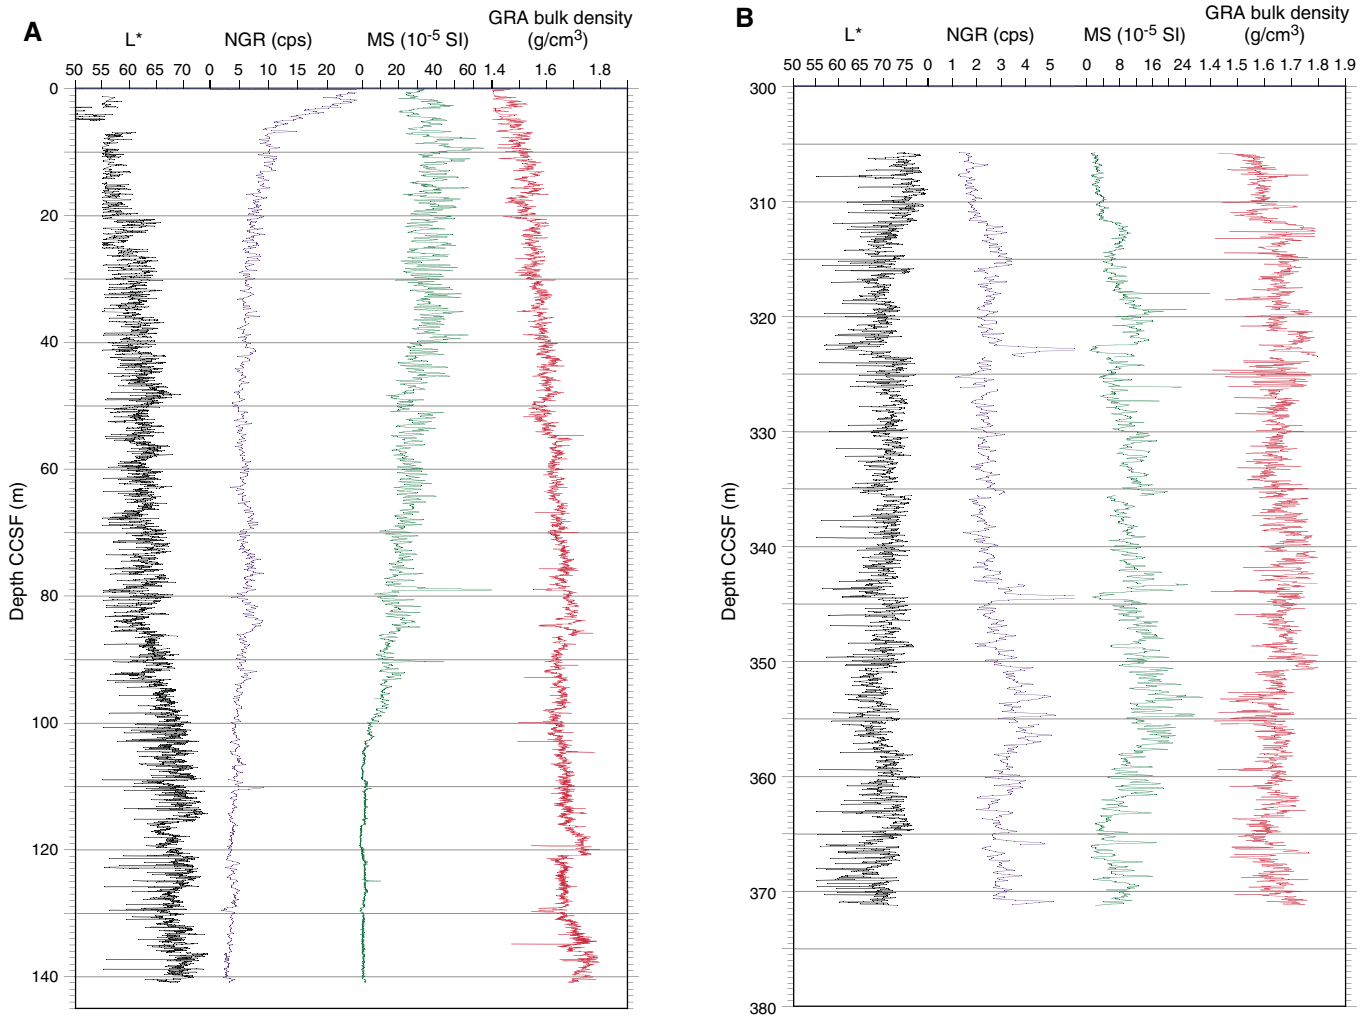 A
L*
NGR (cps)
MS (10-5 SI)
GRA bulk density
(g/cm3)
50 55 60 65 70 0 5 10 15 20 0 20 40 60 1.4 1.6 1.8
0
20
40
60
80
100
120
140
Depth CCSF (m)
B
L*
NGR (cps)
MS (10-5 SI)
GRA bulk density
(g/cm3)
50 55 60 65 70 75 0 1 2 3 4 5 0 8 16 24 1.4 1.5 1.6 1.7 1.8 1.9
300
310
320
330
340
350
360
370
380
Depth CCSF (m)